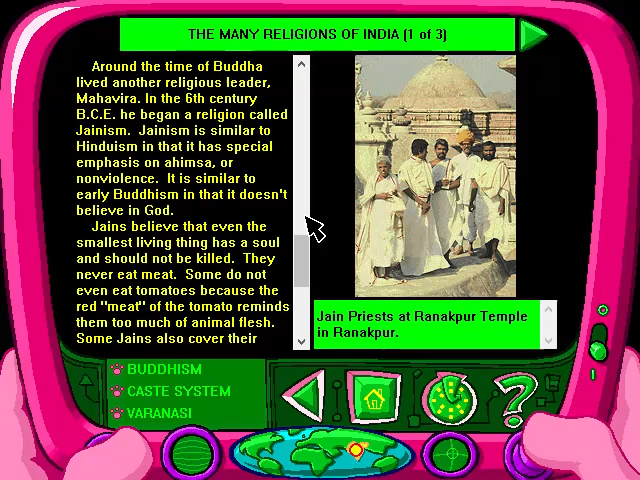 THE MANY RELIGIONS OF INDIA (1 of 3)
Around the time of Buddha
lived another religious leader,
Mahavira. In the 6th century
B.C.E. he began a religion called
Jainism. Jainism is similar to
Hinduism in that it has special
emphasis on ahimsa, or
nonviolence. It is similar to
early Buddhism in that it doesn't
believe in God.
Jains believe that even the
smallest living thing has a soul
and should not be killed. They
never eat meat. Some do not
even eat tomatoes because the
red "meat" of the tomato reminds
them too much of animal flesh.
Some Jains also cover their
Jain Priests at Ranakpur Temple
in Ranakpur.
BUDDHISM
CASTE SYSTEM
VARANASI
?